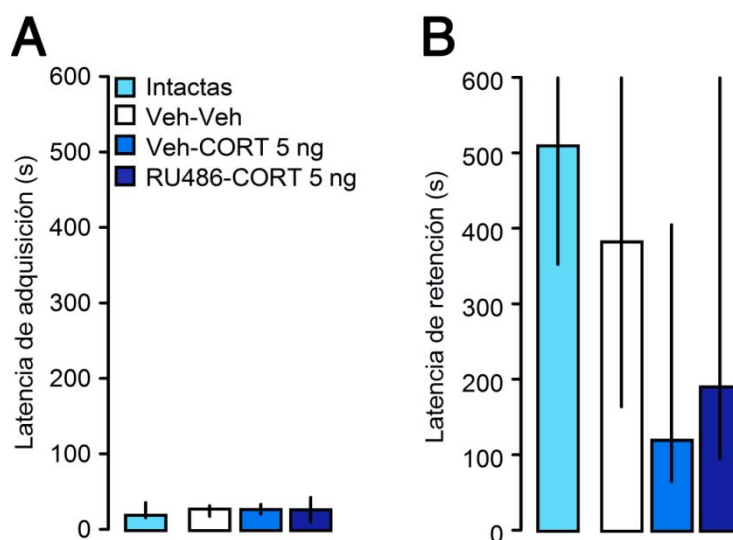 A
Latencia de adquisición (s)
600
500
400
300
200
100
0
Intactas
Veh-Veh
Veh-CORT 5 ng
RU486-CORT 5 ng
B
Latencia de retención (s)
600
500
400
300
200
100
0